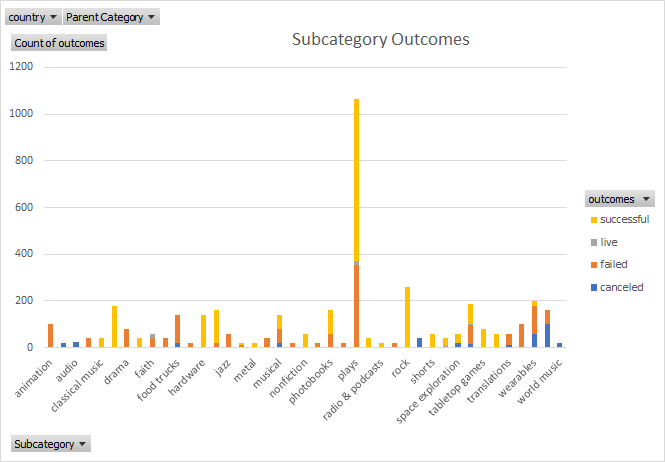 country Parent Category
Count of outcomes
Subcategory Outcomes
1200
1000
800
600
400
200
0
outcomes
successful
live
failed
canceled
animation
audio
classical music
drama
faith
food trucks
hardware
jazz
metal
musical
nonfiction
photobooks
plays
radio & podcasts
rock
shorts
space exploration
tabletop games
translations
wearables
world music
Subcategory